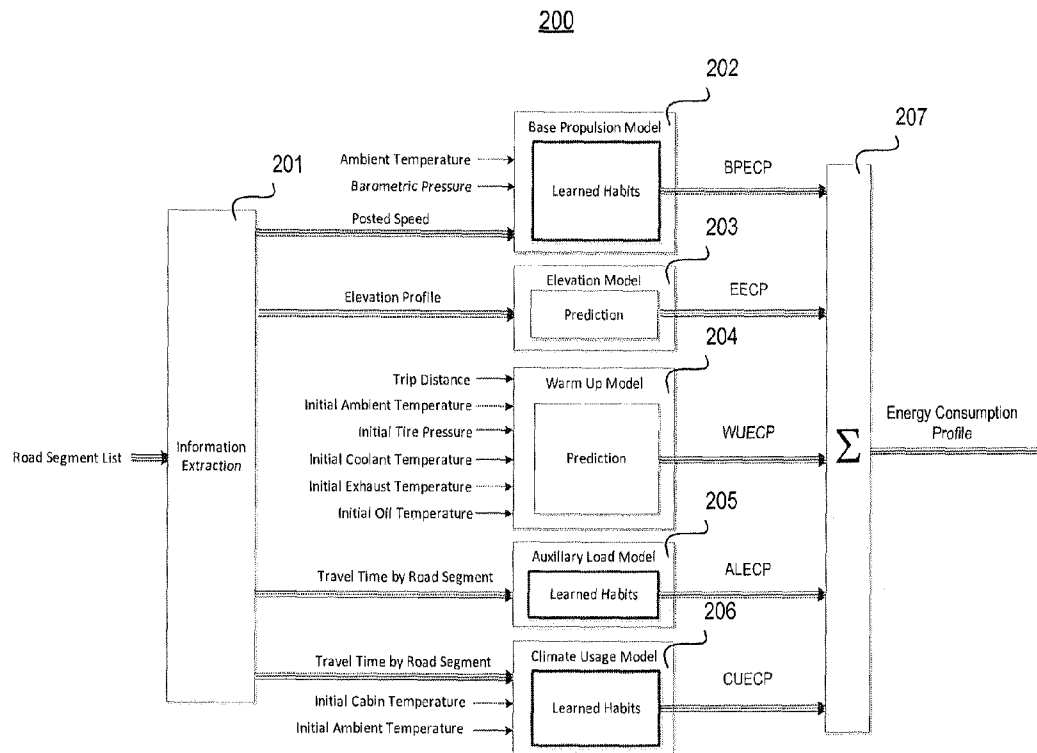 200
202
Base Propulsion Model
207
Ambient Temperature
201
BPECP
Barometric Pressure
Learned Habits
Posted Speed
203
Elevation Model
Elevation Profile
EECP
Prediction
204
Trip Distance
Warm Up Model
Initial Ambient Temperature
Initial Tire Pressure
WUECP
Energy Consumption
Profile
Σ
Road Segment List
Information
Extraction
Initial Coolant Temperature
Prediction
Initial Exhaust Temperature
Initial Oil Temperature
205
Auxiliary Load Model
ALECP
Travel Time by Road Segment
Learned Habits
206
Travel Time by Road Segment
Climate Usage Model
CUECP
Initial Cabin Temperature
Learned Habits
Initial Ambient Temperature